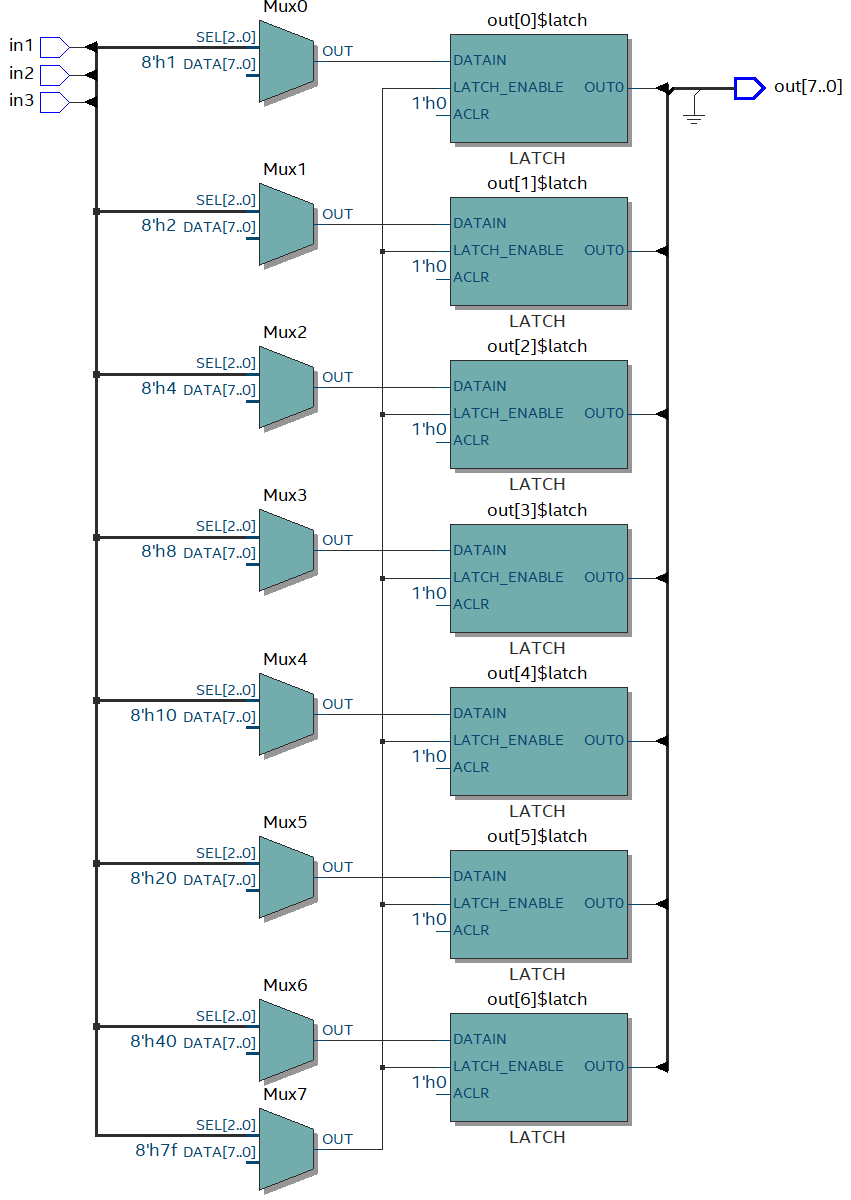 Mux0
out[0]$latch
in1
in2
in3
SEL[2..0]
8'h1 DATA[7..0]
OUT
DATAIN
LATCH_ENABLE OUT0
1'h0
ACLR
out[7..0]
LATCH
Mux1
out[1]$latch
SEL[2..0]
8'h2 DATA[7..0]
OUT
DATAIN
LATCH_ENABLE OUT0
1'h0
ACLR
LATCH
Mux2
out[2]$latch
SEL[2..0]
8'h4 DATA[7..0]
OUT
DATAIN
LATCH_ENABLE OUT0
1'h0
ACLR
LATCH
Mux3
out[3]$latch
SEL[2..0]
8'h8 DATA[7..0]
OUT
DATAIN
LATCH_ENABLE OUT0
1'h0
ACLR
LATCH
Mux4
out[4]$latch
SEL[2..0]
8'h10 DATA[7..0]
OUT
DATAIN
LATCH_ENABLE OUT0
1'h0
ACLR
LATCH
Mux5
out[5]$latch
SEL[2..0]
8'h20 DATA[7..0]
OUT
DATAIN
LATCH_ENABLE OUT0
1'h0
ACLR
LATCH
Mux6
out[6]$latch
SEL[2..0]
8'h40 DATA[7..0]
OUT
DATAIN
LATCH_ENABLE OUT0
1'h0
ACLR
LATCH
Mux7
SEL[2..0]
8'h7f DATA[7..0]
OUT